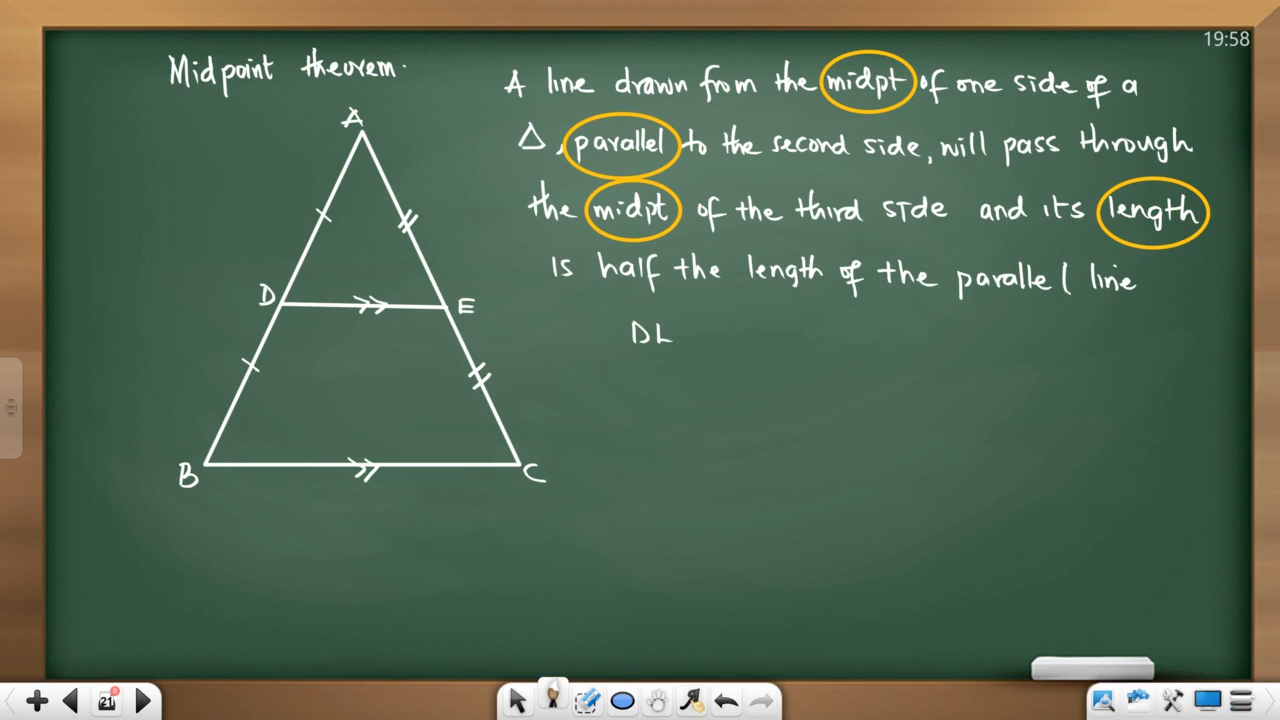 19:58
Midpoint theorem.
A line drawn from the midpt of one side of a
Δ, parallel to the second side, will pass through
the midpt of the third side and its length
is half the length of the parallel line
A
D
E
B
C
21